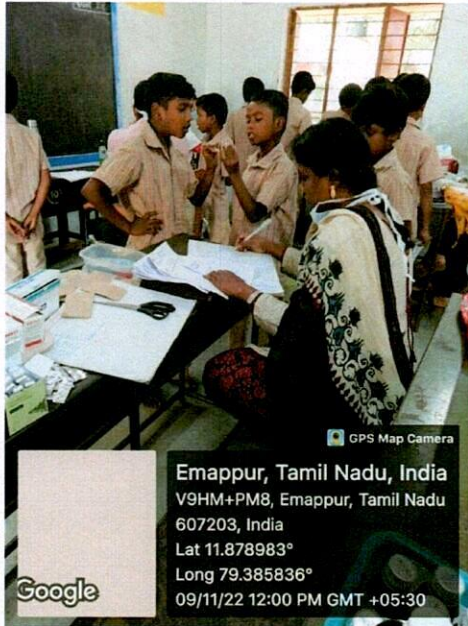 GPS Map Camera
Emappur, Tamil Nadu, India
V9HM+PM8, Emappur, Tamil Nadu
607203, India
Lat 11.878983°
Long 79.385836°
09/11/22 12:00 PM GMT +05:30
Google